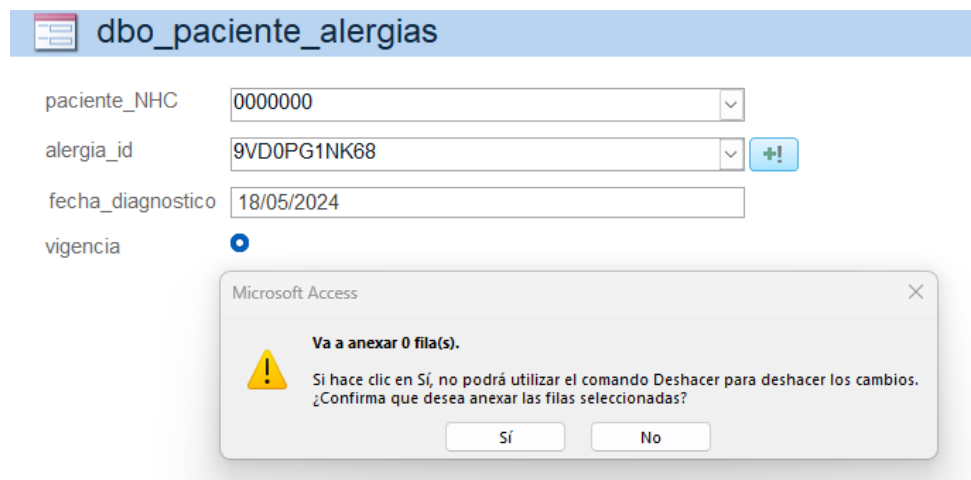 dbo_paciente_alergias
paciente_NHC 0000000
alergia_id 9VD0PG1NK68 +!
fecha_diagnostico 18/05/2024
vigencia
Microsoft Access
Va a anexar 0 fila(s).
Si hace clic en Sí, no podrá utilizar el comando Deshacer para deshacer los cambios.
¿Confirma que desea anexar las filas seleccionadas?
Sí No